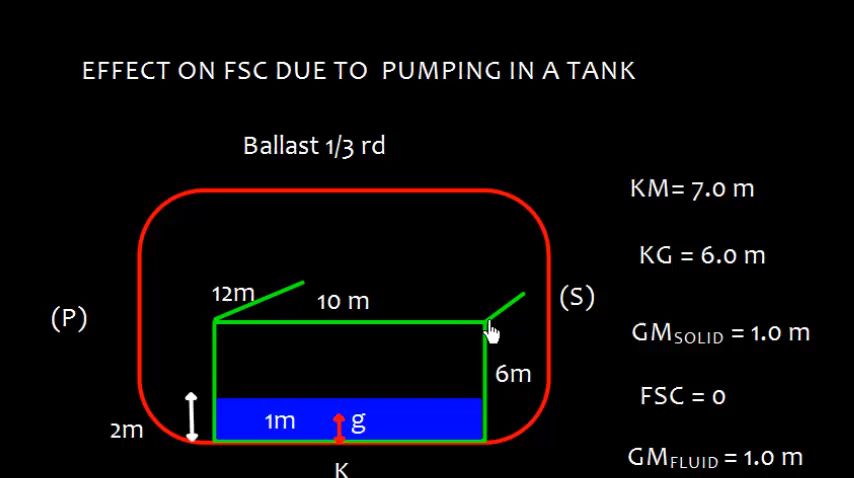 EFFECT ON FSC DUE TO PUMPING IN A TANK
Ballast 1/3 rd
KM= 7.0 m
KG = 6.0 m
12m
10 m
(P)
(S)
GMSOLID = 1.0 m
6m
FSC = 0
1m
g
2m
GMFLUID = 1.0 m
K